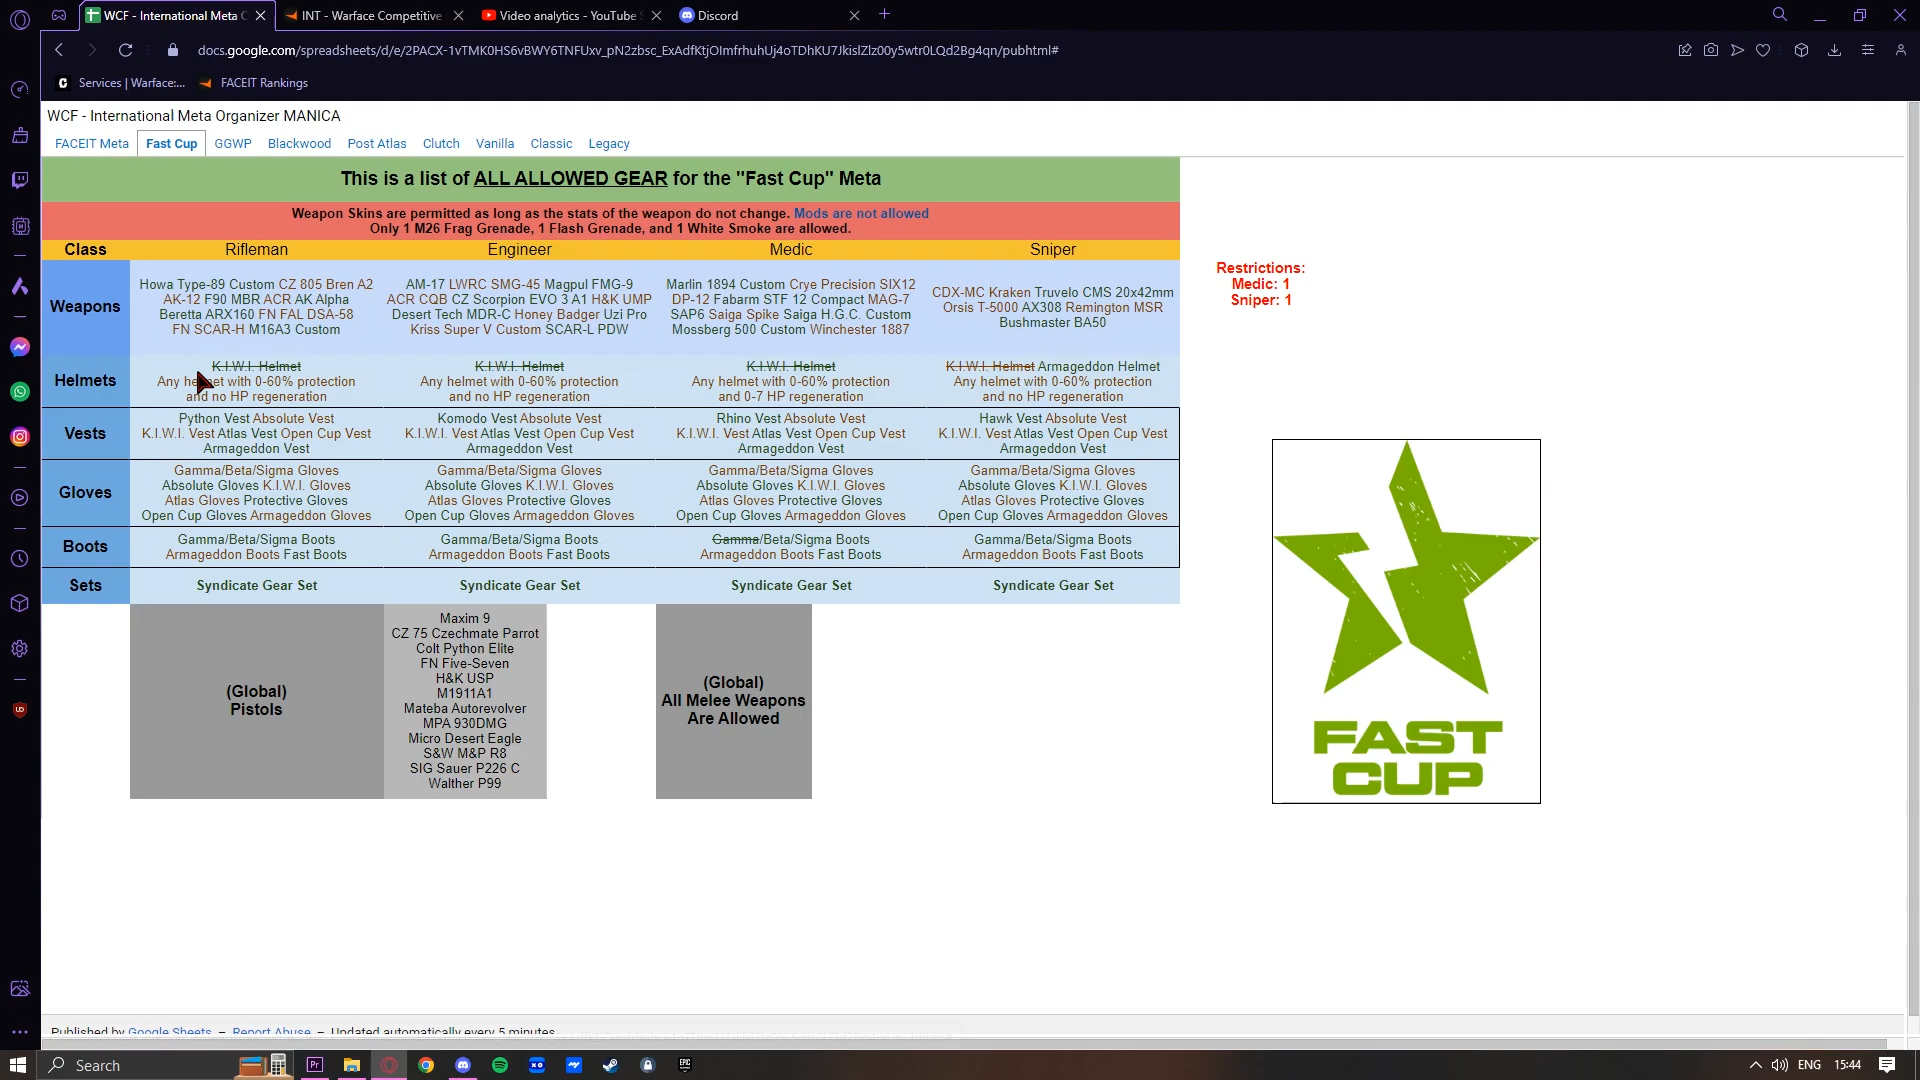 WCF - International Meta O
INT - Warface Competitive
Video analytics - YouTube
Discord
docs.google.com/spreadsheets/d/e/2PACX-1vTMK0HS6vBWY6TNFUxv_pN2zbsc_ExAdfKtjOImfrhuhUj4oTDhKU7JkislZlz00y5wtr0LQd2Bg4qn/pubhtml#
Services | Warface:...
FACEIT Rankings
WCF - International Meta Organizer MANICA
FACEIT Meta Fast Cup GGWP Blackwood Post Atlas Clutch Vanilla Classic Legacy
This is a list of ALL ALLOWED GEAR for the "Fast Cup" Meta
Weapon Skins are permitted as long as the stats of the weapon do not change. Mods are not allowed
Only 1 M26 Frag Grenade, 1 Flash Grenade, and 1 White Smoke are allowed.
Class Rifleman Engineer Medic Sniper
Weapons
Howa Type-89 Custom CZ 805 Bren A2
AK-12 F90 MBR ACR AK Alpha
Beretta ARX160 FN FAL DSA-58
FN SCAR-H M16A3 Custom
AM-17 LWRC SMG-45 Magpul FMG-9
ACR CQB CZ Scorpion EVO 3 A1 H&K UMP
Desert Tech MDR-C Honey Badger Uzi Pro
Kriss Super V Custom SCAR-L PDW
Marlin 1894 Custom Crye Precision SIX12
DP-12 Fabarm STF 12 Compact MAG-7
SAP6 Saiga Spike Saiga H.G.C. Custom
Mossberg 500 Custom Winchester 1887
CDX-MC Kraken Truvelo CMS 20x42mm
Orsis T-5000 AX308 Remington MSR
Bushmaster BA50
Restrictions:
Medic: 1
Sniper: 1
Helmets
K.I.W.I. Helmet
Any helmet with 0-60% protection
and no HP regeneration
K.I.W.I. Helmet
Any helmet with 0-60% protection
and no HP regeneration
K.I.W.I. Helmet
Any helmet with 0-60% protection
and 0-7 HP regeneration
K.I.W.I. Helmet Armageddon Helmet
Any helmet with 0-60% protection
and no HP regeneration
Vests
Python Vest Absolute Vest
K.I.W.I. Vest Atlas Vest Open Cup Vest
Armageddon Vest
Komodo Vest Absolute Vest
K.I.W.I. Vest Atlas Vest Open Cup Vest
Armageddon Vest
Rhino Vest Absolute Vest
K.I.W.I. Vest Atlas Vest Open Cup Vest
Armageddon Vest
Hawk Vest Absolute Vest
K.I.W.I. Vest Atlas Vest Open Cup Vest
Armageddon Vest
Gloves
Gamma/Beta/Sigma Gloves
Absolute Gloves K.I.W.I. Gloves
Atlas Gloves Protective Gloves
Open Cup Gloves Armageddon Gloves
Gamma/Beta/Sigma Gloves
Absolute Gloves K.I.W.I. Gloves
Atlas Gloves Protective Gloves
Open Cup Gloves Armageddon Gloves
Gamma/Beta/Sigma Gloves
Absolute Gloves K.I.W.I. Gloves
Atlas Gloves Protective Gloves
Open Cup Gloves Armageddon Gloves
Gamma/Beta/Sigma Gloves
Absolute Gloves K.I.W.I. Gloves
Atlas Gloves Protective Gloves
Open Cup Gloves Armageddon Gloves
Boots
Gamma/Beta/Sigma Boots
Armageddon Boots Fast Boots
Gamma/Beta/Sigma Boots
Armageddon Boots Fast Boots
Gamma/Beta/Sigma Boots
Armageddon Boots Fast Boots
Gamma/Beta/Sigma Boots
Armageddon Boots Fast Boots
Sets Syndicate Gear Set Syndicate Gear Set Syndicate Gear Set Syndicate Gear Set
(Global)
Pistols
Maxim 9
CZ 75 Czechmate Parrot
Colt Python Elite
FN Five-Seven
H&K USP
M1911A1
Mateba Autorevolver
MPA 930DMG
Micro Desert Eagle
S&W M&P R8
SIG Sauer P226 C
Walther P99
(Global)
All Melee Weapons
Are Allowed
FAST
CUP
Published by Google Sheets – Report Abuse – Updated automatically every 5 minutes
Search
Pr
EPIC
ENG
15:44